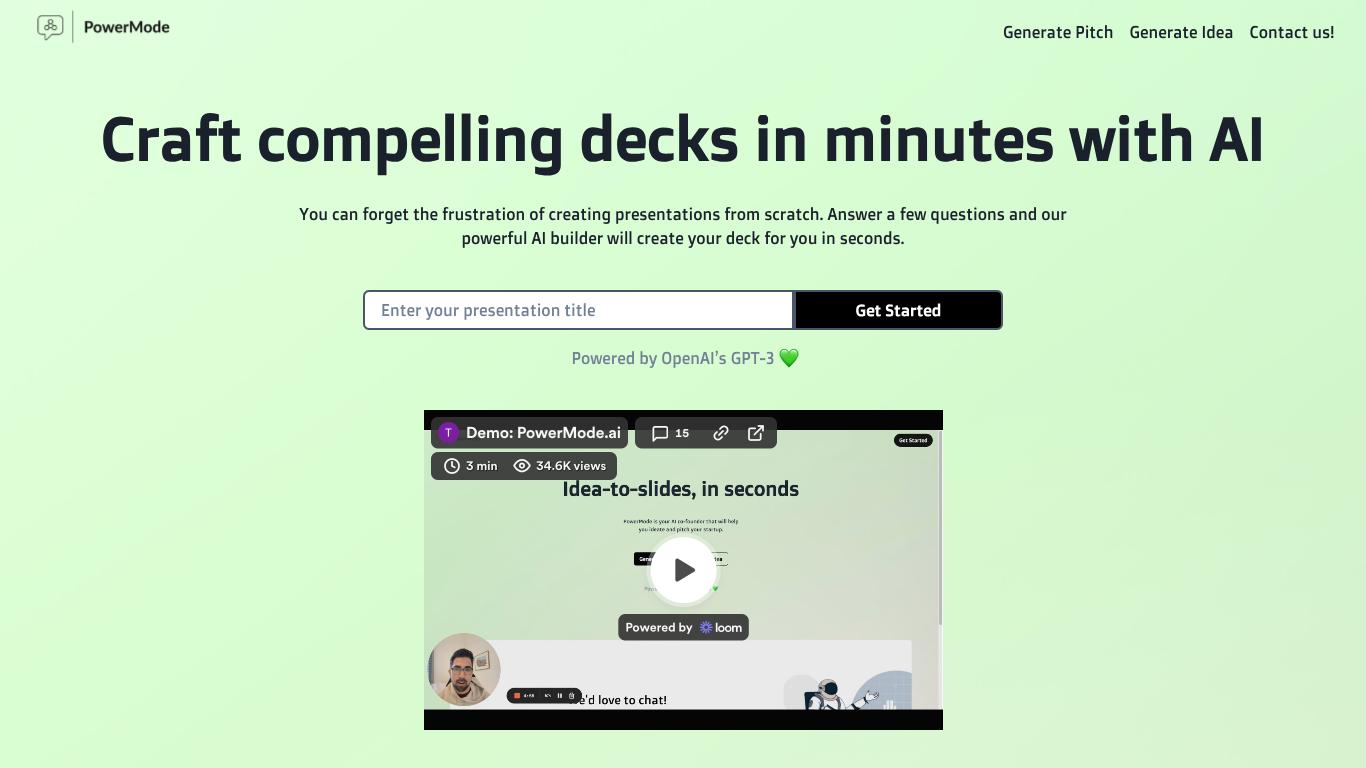 PowerMode
Generate Pitch
Generate Idea
Contact us!
Craft compelling decks in minutes with AI
You can forget the frustration of creating presentations from scratch. Answer a few questions and our
powerful AI builder will create your deck for you in seconds.
Enter your presentation title
Get Started
Powered by OpenAI's GPT-3 💚
T
Demo: PowerMode.ai
15
3 min
34.6K views
Get Started
Idea-to-slides, in seconds
PowerMode is your AI co-founder that will help
you ideate and pitch your startup.
Powered by loom
'd love to chat!